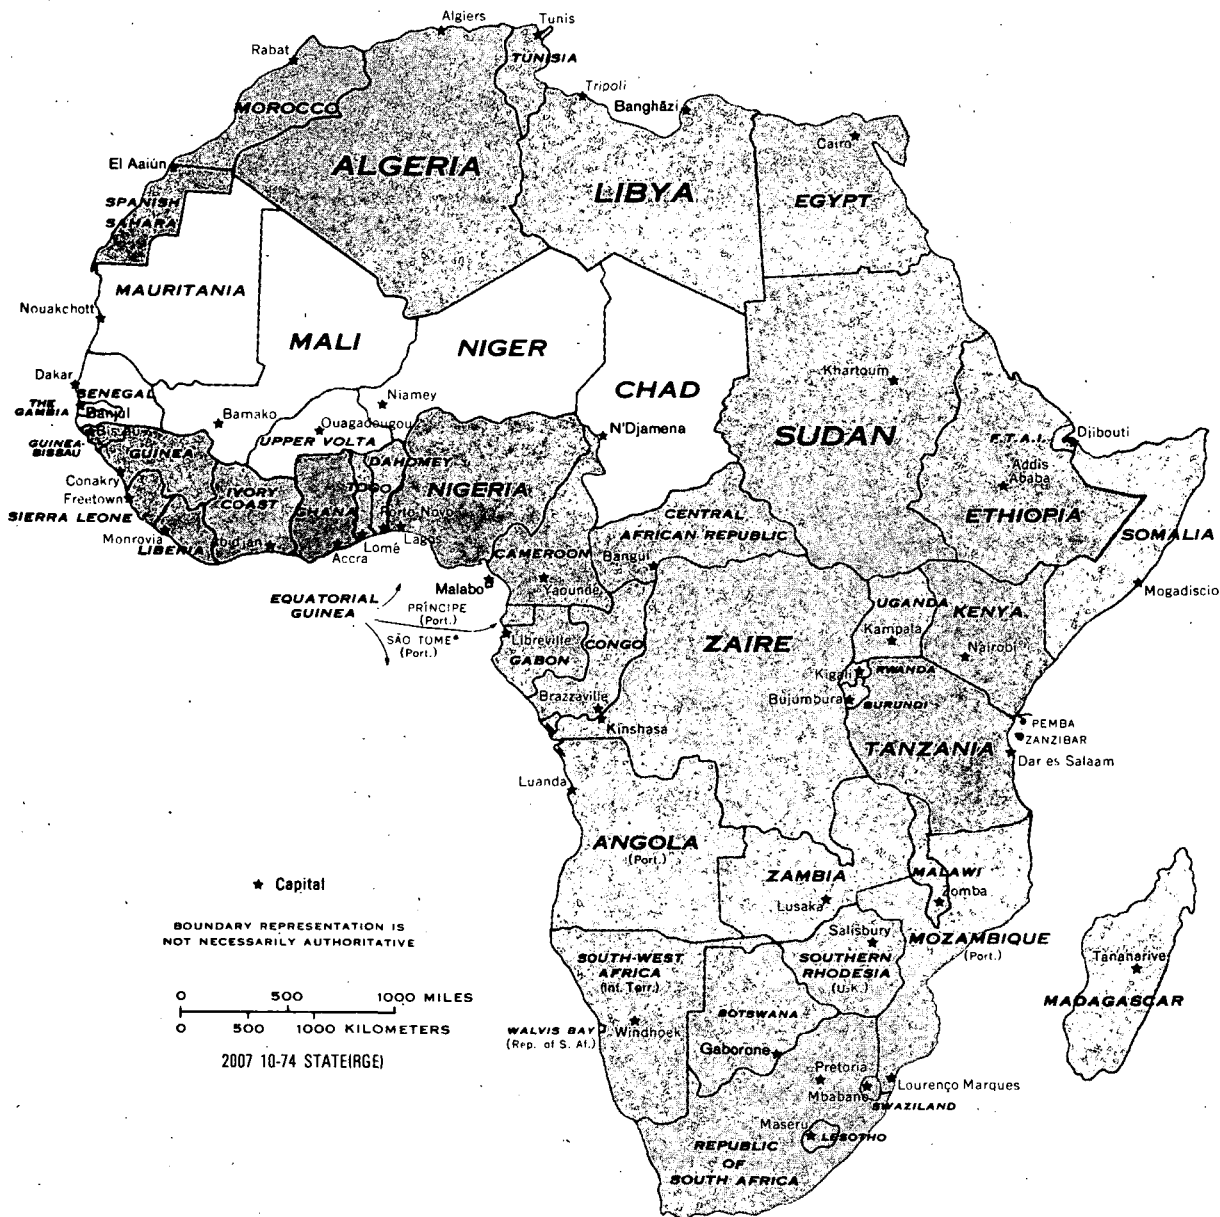 Algiers
Tunis
Rabat
TUNISIA
Tripoli
Banghāzi
MOROCCO
Cairo
El Aaiún
ALGERIA
LIBYA
EGYPT
SPANISH
SAHARA
MAURITANIA
Nouakchott
MALI
NIGER
CHAD
Khartoum
SUDAN
Dakar
SENEGAL
THE
GAMBIA
Banjul
Niamey
Bamako
Ouagadougou
UPPER VOLTA
N'Djamena
F.T.A.I.
Djibouti
Bissau
GUINEA-
BISSAU
GUINEA
DAHOMEY
NIGERIA
Addis
Ababa
ETHIOPIA
Conakry
Freetown
SIERRA LEONE
IVORY
COAST
GHANA
TOGO
Porto-Novo
CENTRAL
AFRICAN REPUBLIC
SOMALIA
Monrovia
LIBERIA
Abidjan
Accra
Lomé
Lagos
CAMEROON
Bangui
Malabo
Yaoundé
Mogadiscio
EQUATORIAL
GUINEA
PRÍNCIPE
(Port.)
SÃO TOMÉ
(Port.)
Libreville
GABON
CONGO
ZAIRE
UGANDA
Kampala
KENYA
Nairobi
Kigali
RWANDA
Bujumbura
BURUNDI
Brazzaville
Kinshasa
PEMBA
ZANZIBAR
TANZANIA
Dar es Salaam
Luanda
ANGOLA
(Port.)
ZAMBIA
Lusaka
MALAWI
Zomba
★ Capital
BOUNDARY REPRESENTATION IS
NOT NECESSARILY AUTHORITATIVE
Salisbury
MOZAMBIQUE
(Port.)
SOUTH-WEST
AFRICA
(Int. Terr.)
SOUTHERN
RHODESIA
(U.K.)
Tananarive
MADAGASCAR
0 500 1000 MILES
0 500 1000 KILOMETERS
2007 10-74 STATE(RGE)
WALVIS BAY
(Rep. of S. Af.)
Windhoek
BOTSWANA
Gaborone
Pretoria
Mbabane
Lourenço Marques
SWAZILAND
Maseru
LESOTHO
REPUBLIC
OF
SOUTH AFRICA